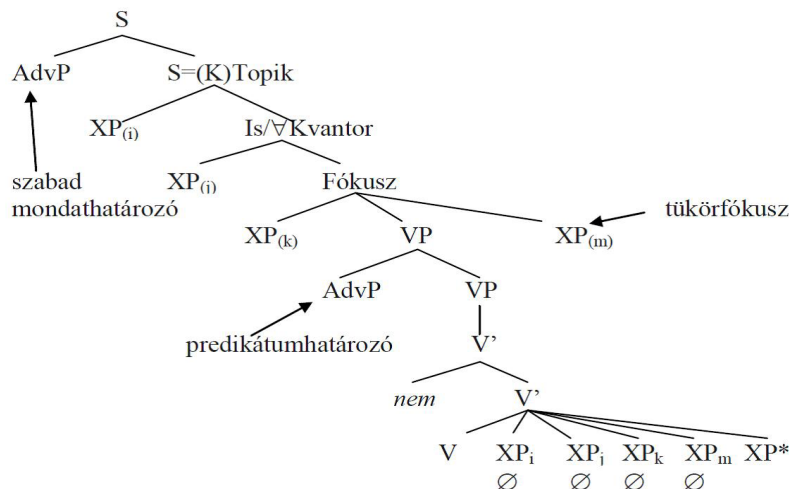 S
AdvP S=(K)Topik
XP(i) Is/∀Kvantor
szabad XP(j) Fókusz
mondathatározó XP(k) VP XP(m) tükörfókusz
AdvP VP
predikátumhatározó V’
nem V’
V XPi XPj XPk XPm XP*
∅ ∅ ∅ ∅